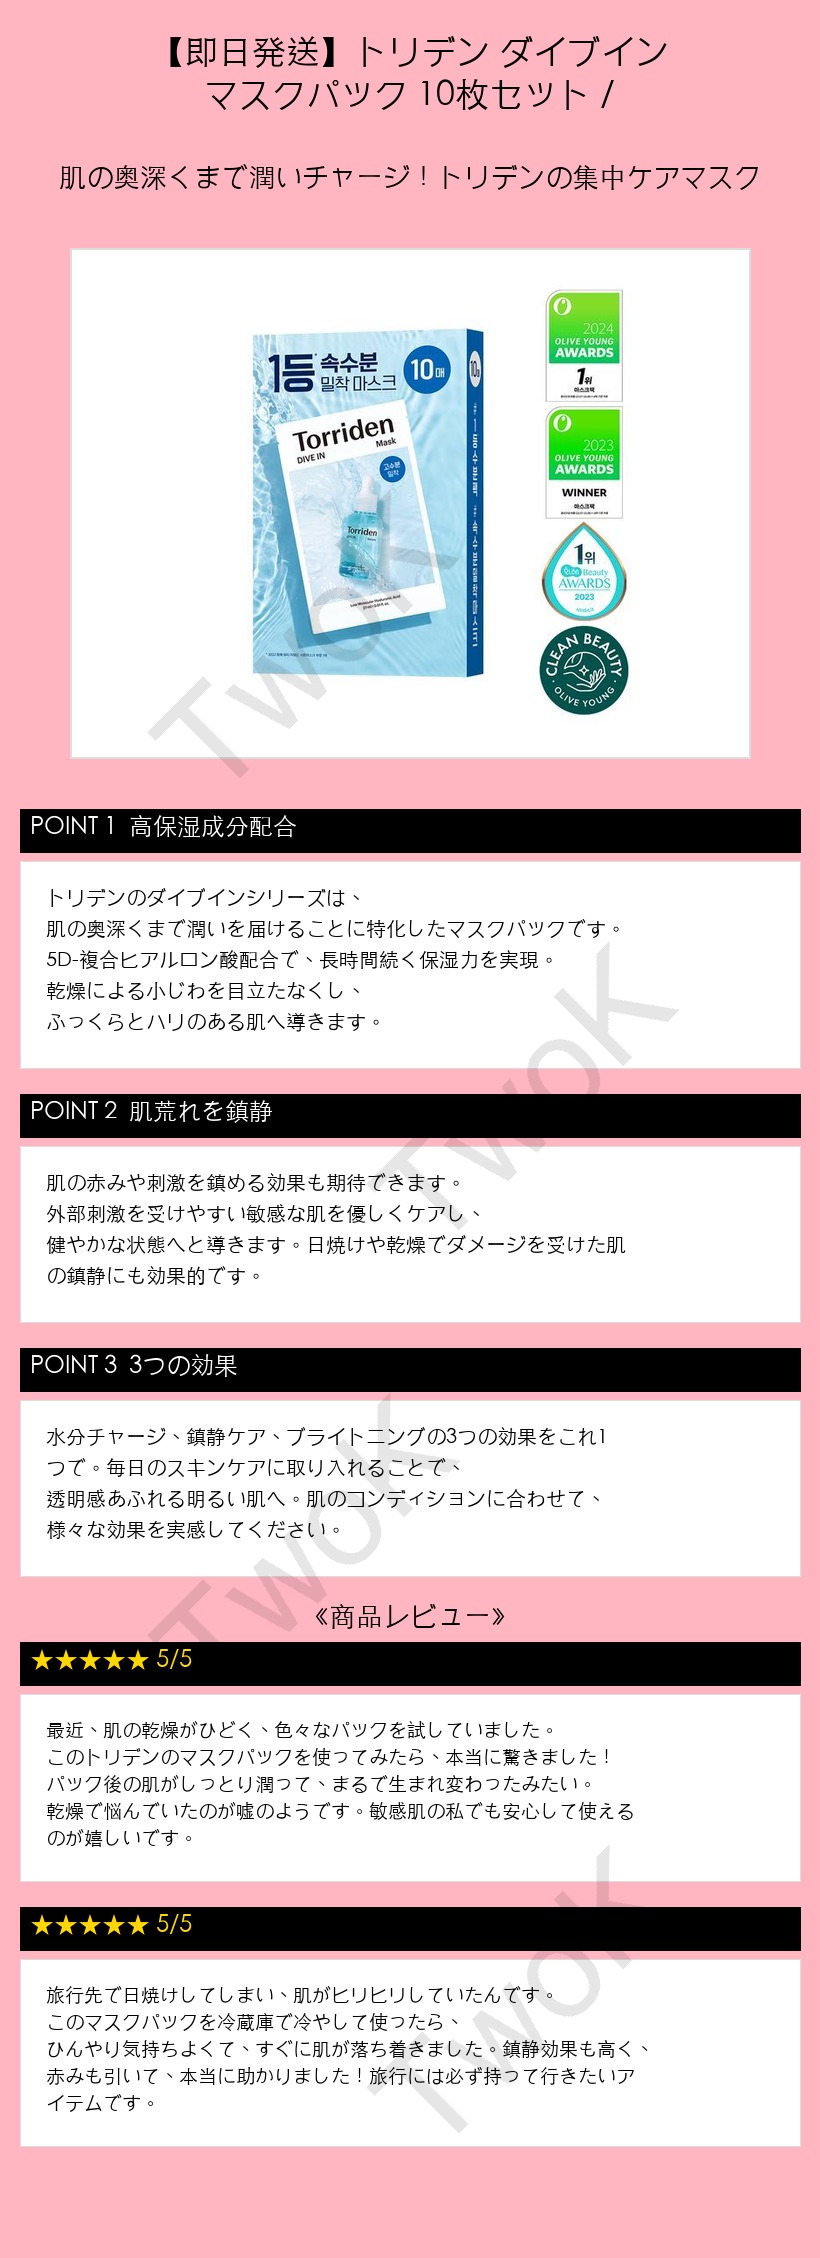 【即日発送】トリデン ダイブイン
マスクパック 10枚セット /
肌の奥深くまで潤いチャージ！トリデンの集中ケアマスク
1등 속수분
밀착 마스크
10매
Torriden
DIVE IN
Mask
고수분
밀착
Torriden
Low Molecular Hyaluronic Acid
2024
OLIVE YOUNG
AWARDS
1위
마스크팩
2023
OLIVE YOUNG
AWARDS
WINNER
마스크팩
1위
Beauty
AWARDS
2023
CLEAN BEAUTY
OLIVE YOUNG
TwoK
POINT 1 高保湿成分配合
トリデンのダイブインシリーズは、
肌の奥深くまで潤いを届けることに特化したマスクパックです。
5D-複合ヒアルロン酸配合で、長時間続く保湿力を実現。
乾燥による小じわを目立たなくし、
ふっくらとハリのある肌へ導きます。
TwoK
POINT 2 肌荒れを鎮静
肌の赤みや刺激を鎮める効果も期待できます。
外部刺激を受けやすい敏感な肌を優しくケアし、
健やかな状態へと導きます。日焼けや乾燥でダメージを受けた肌
の鎮静にも効果的です。
POINT 3 3つの効果
水分チャージ、鎮静ケア、ブライトニングの3つの効果をこれ1
つで。毎日のスキンケアに取り入れることで、
透明感あふれる明るい肌へ。肌のコンディションに合わせて、
様々な効果を実感してください。
TwoK
《商品レビュー》
★★★★★ 5/5
最近、肌の乾燥がひどく、色々なパックを試していました。
このトリデンのマスクパックを使ってみたら、本当に驚きました！
パック後の肌がしっとり潤って、まるで生まれ変わったみたい。
乾燥で悩んでいたのが嘘のようです。敏感肌の私でも安心して使える
のが嬉しいです。
★★★★★ 5/5
旅行先で日焼けしてしまい、肌がヒリヒリしていたんです。
このマスクパックを冷蔵庫で冷やして使ったら、
ひんやり気持ちよくて、すぐに肌が落ち着きました。鎮静効果も高く、
赤みも引いて、本当に助かりました！旅行には必ず持って行きたいア
イテムです。
TwoK